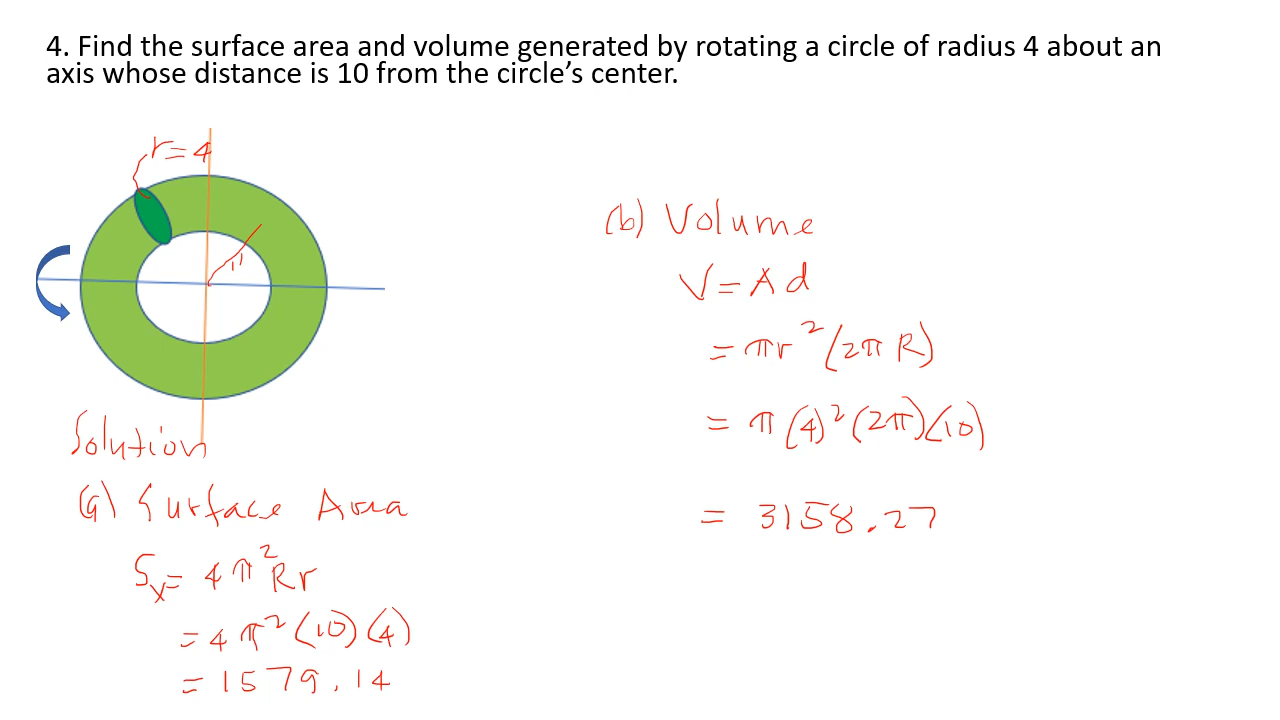 4. Find the surface area and volume generated by rotating a circle of radius 4 about an
axis whose distance is 10 from the circle’s center.
r = 4
Solution
(a) Surface Area
Sx = 4π²Rr
= 4π²(10)(4)
= 1579.14
(b) Volume
V = Ad
= πr²(2πR)
= π(4)²(2π)(10)
= 3158.27